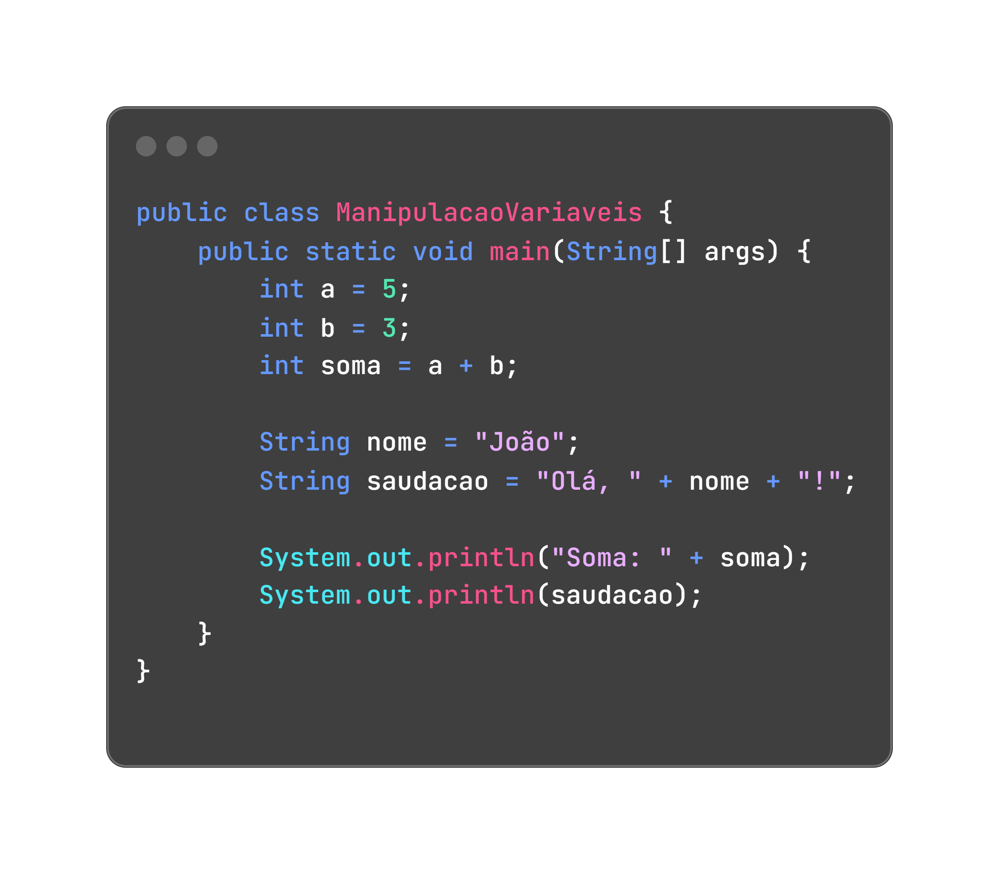 public class ManipulacaoVariaveis {
    public static void main(String[] args) {
        int a = 5;
        int b = 3;
        int soma = a + b;

        String nome = "João";
        String saudacao = "Olá, " + nome + "!";

        System.out.println("Soma: " + soma);
        System.out.println(saudacao);
    }
}